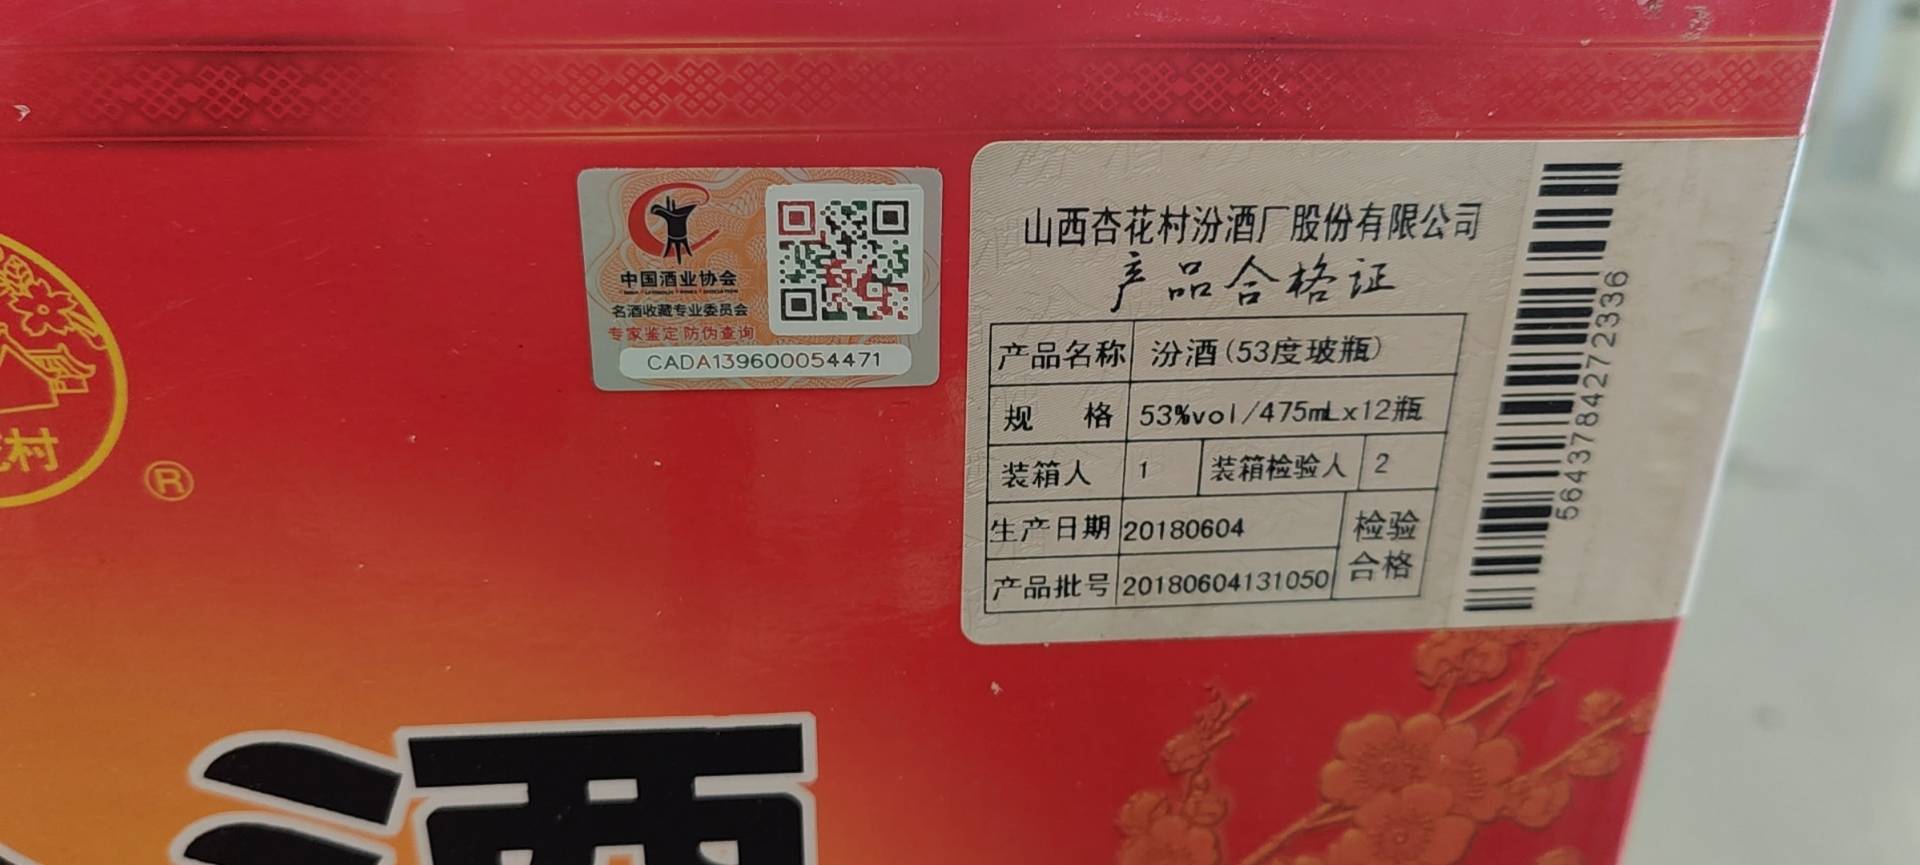 村
®
中国酒业协会
名酒收藏专业委员会
专家鉴定 防伪查询
CADA139600054471
山西杏花村汾酒厂股份有限公司
产品合格证
产品名称 汾酒(53度玻瓶)
规 格 53%vol/475mLx12瓶
装箱人 1 装箱检验人 2
生产日期 20180604 检验
产品批号 20180604131050 合格
56437842723​36
酒